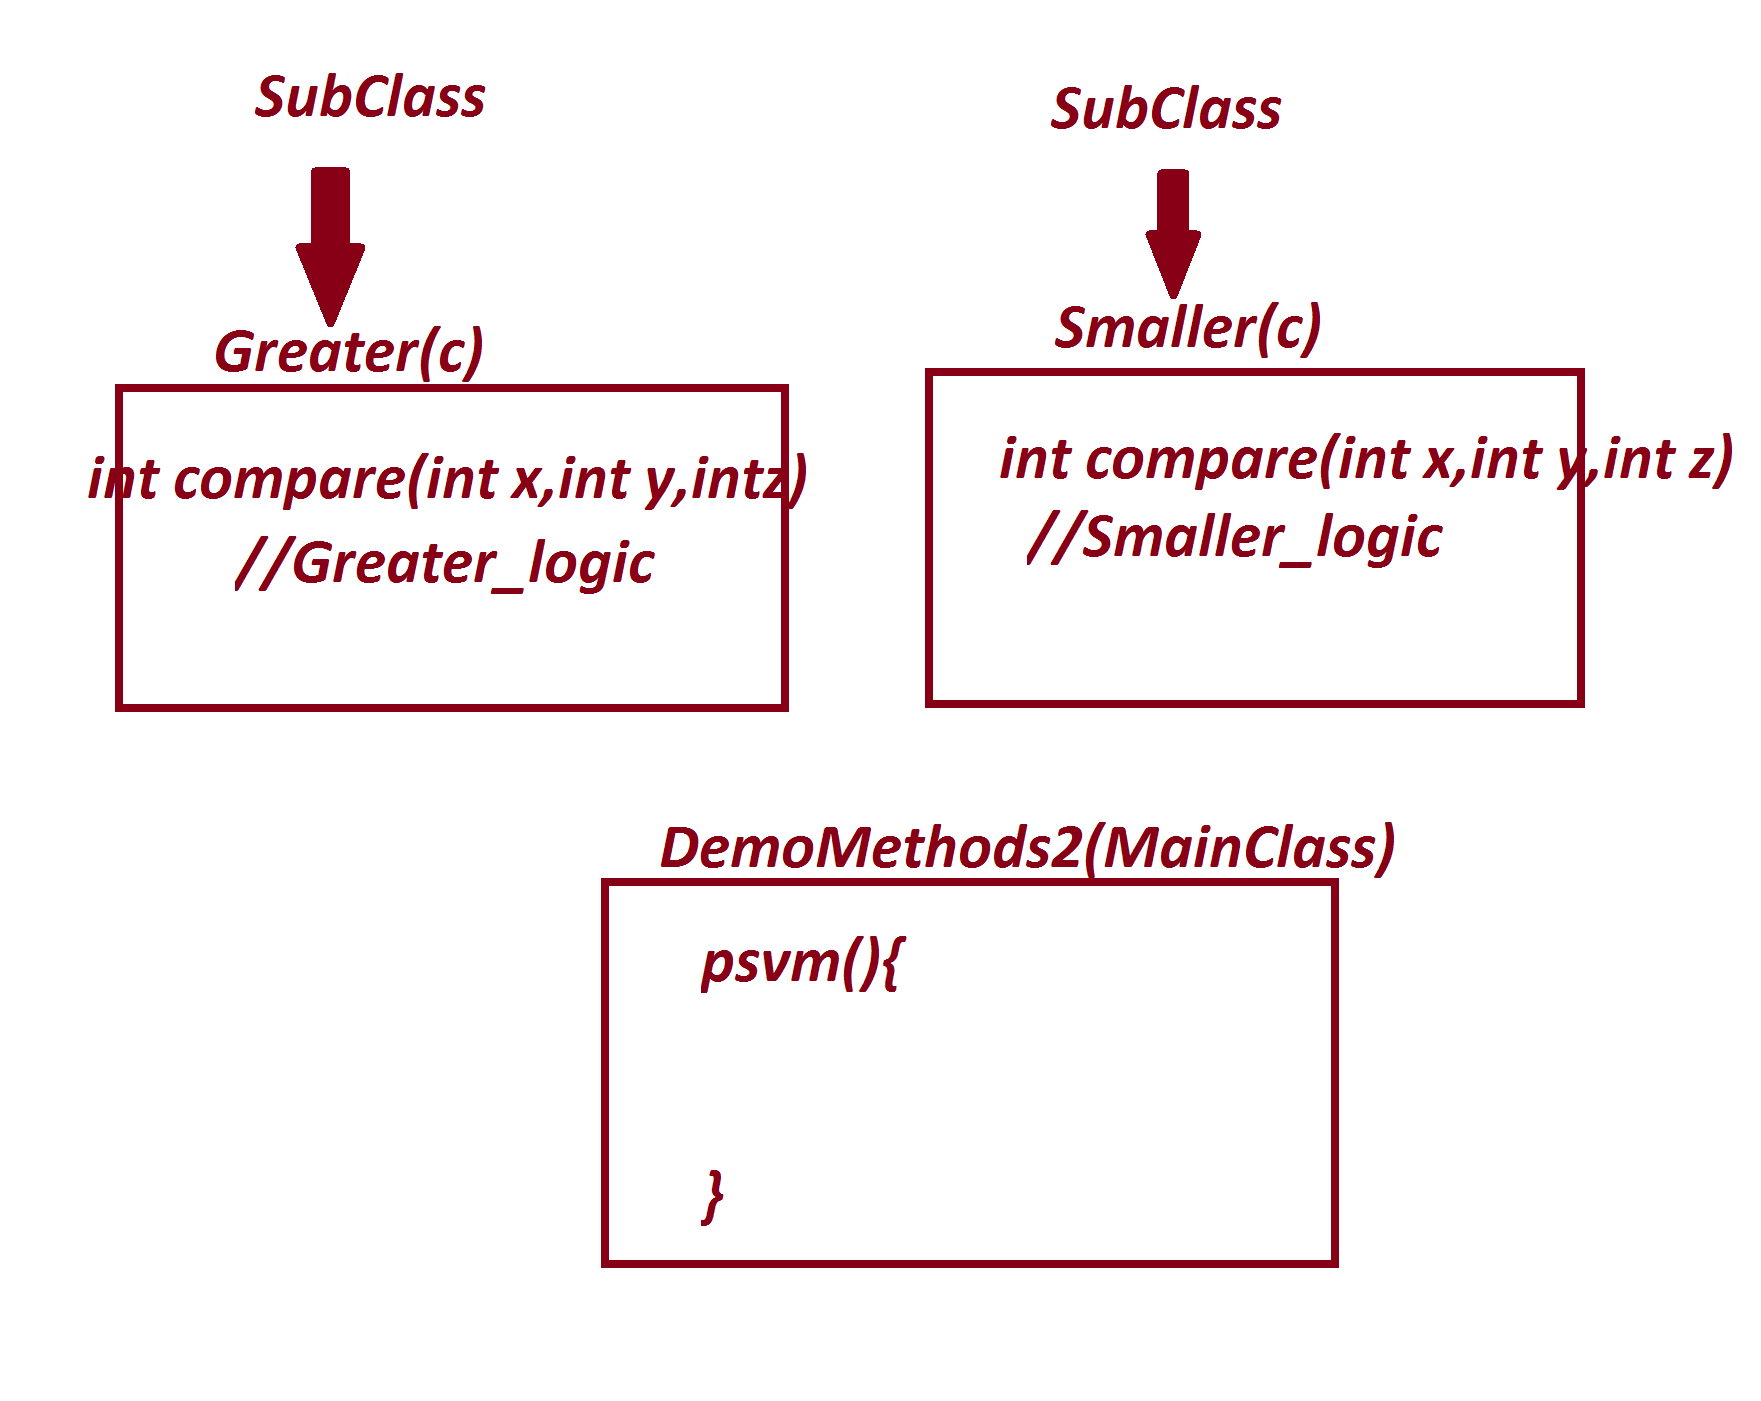 SubClass
Greater(c)
int compare(int x,int y,intz)
//Greater_logic
SubClass
Smaller(c)
int compare(int x,int y,int z)
//Smaller_logic
DemoMethods2(MainClass)
psvm(){
}